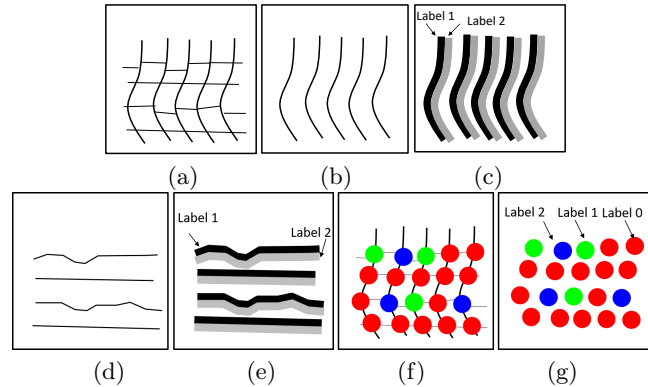 Label 1
Label 2
(a)
(b)
(c)
Label 1
Label 2
Label 2
Label 1
Label 0
(d)
(e)
(f)
(g)